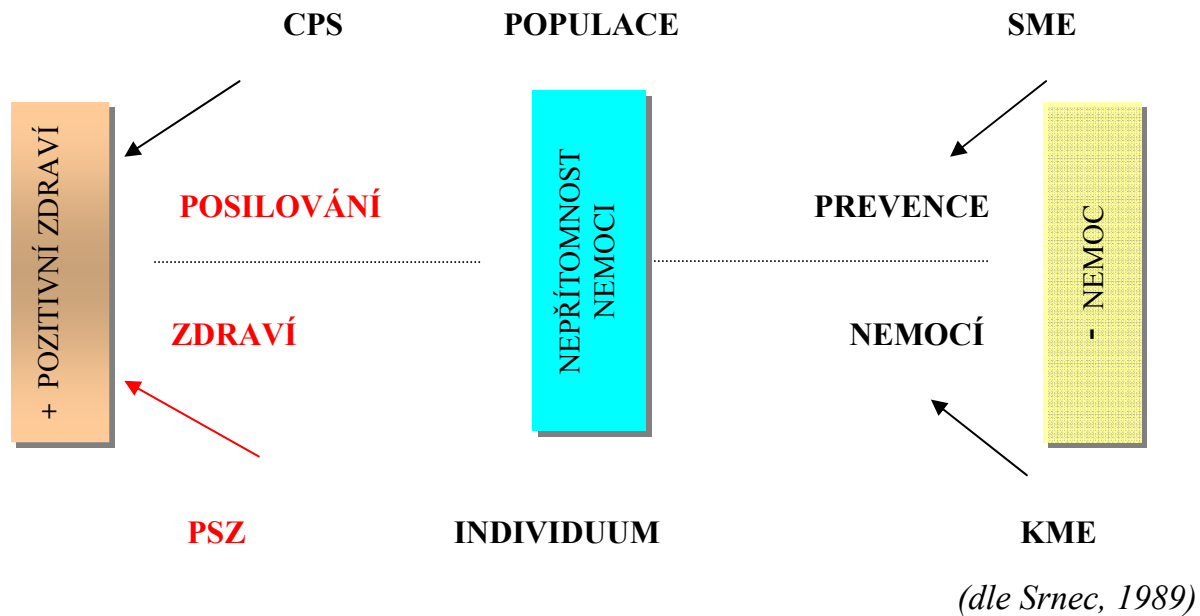 CPS POPULACE SME
+ POZITIVNÍ ZDRAVÍ
POSILOVÁNÍ
ZDRAVÍ
NEPŘÍTOMNOST
NEMOCI
PREVENCE
NEMOCÍ
- NEMOC
PSZ INDIVIDUUM KME
(dle Srnec, 1989)